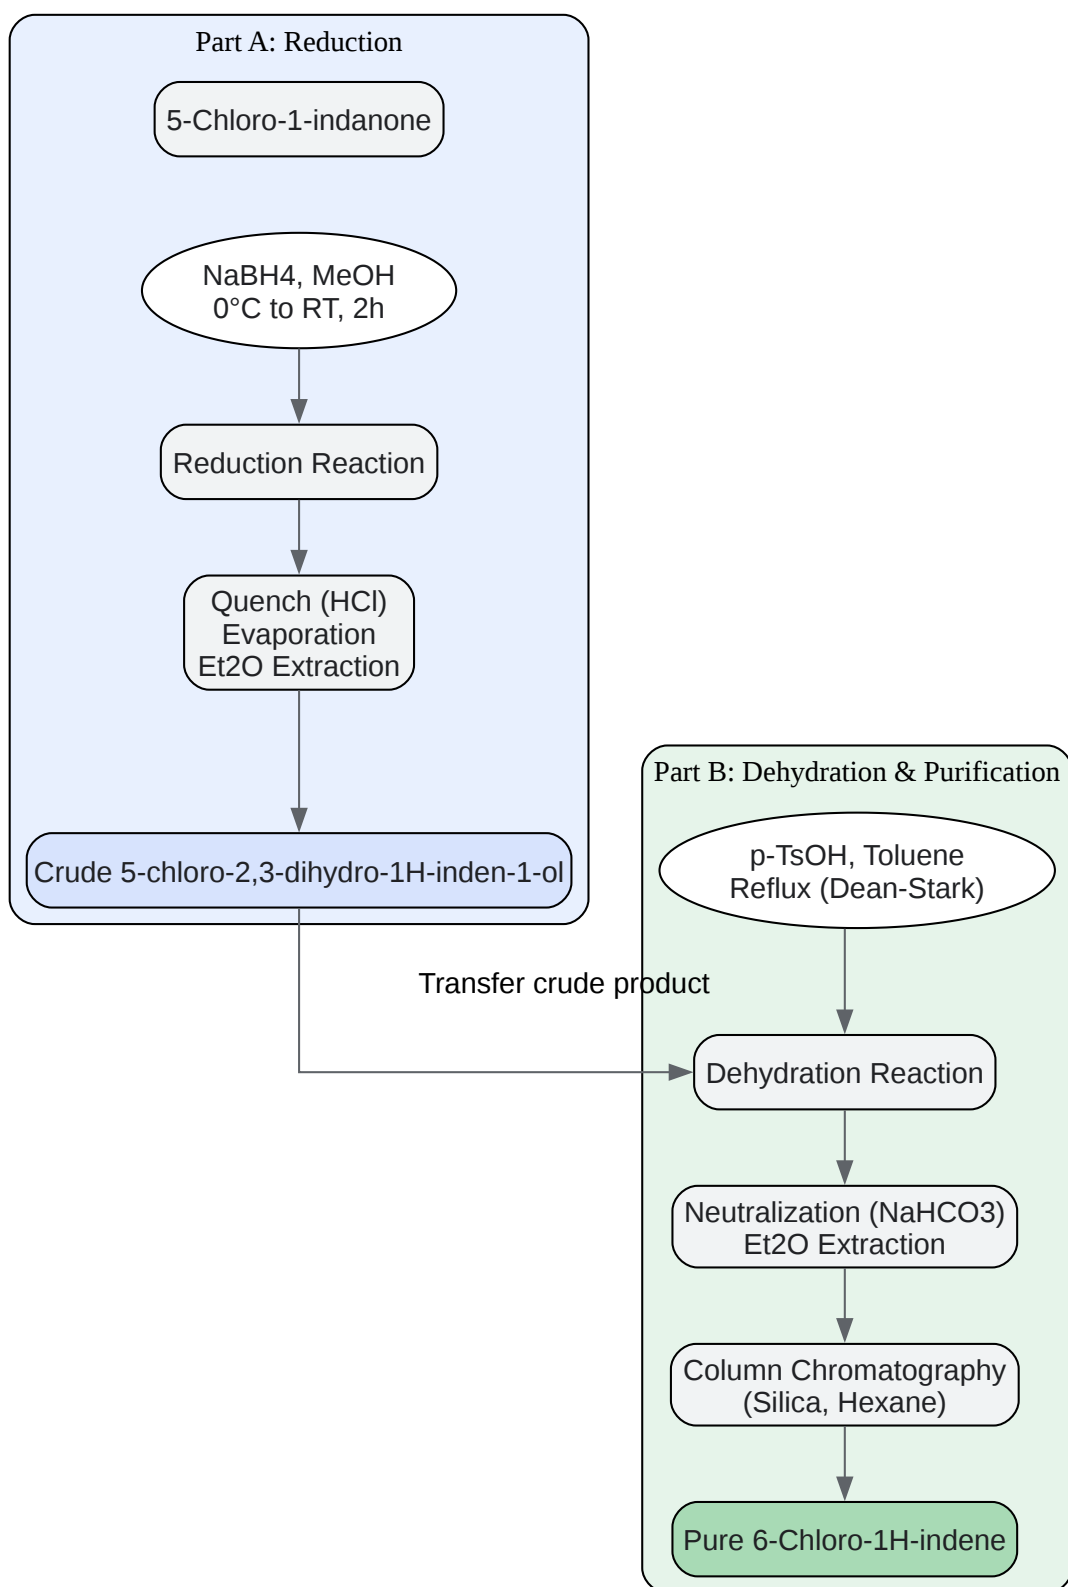 Part A: Reduction
5-Chloro-1-indanone
NaBH4, MeOH
0°C to RT, 2h
Reduction Reaction
Quench (HCl)
Evaporation
Et2O Extraction
Crude 5-chloro-2,3-dihydro-1H-inden-1-ol
Transfer crude product
Part B: Dehydration & Purification
p-TsOH, Toluene
Reflux (Dean-Stark)
Dehydration Reaction
Neutralization (NaHCO3)
Et2O Extraction
Column Chromatography
(Silica, Hexane)
Pure 6-Chloro-1H-indene